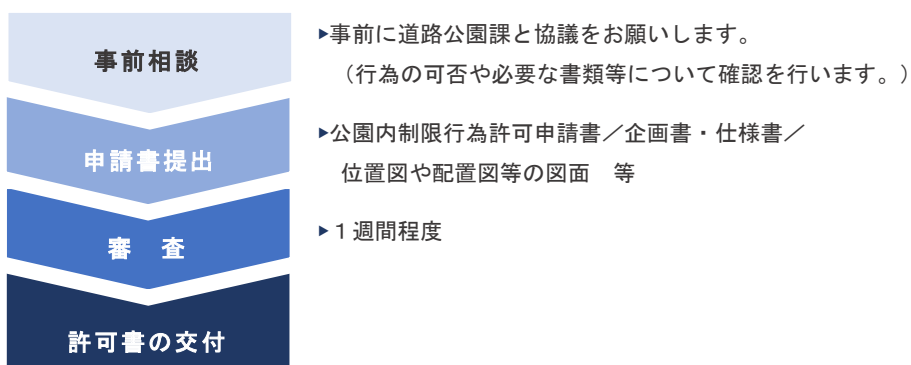 事前相談
▶事前に道路公園課と協議をお願いします。
（行為の可否や必要な書類等について確認を行います。）
申請書提出
▶公園内制限行為許可申請書／企画書・仕様書／
位置図や配置図等の図面　等
審　査
▶１週間程度
許可書の交付